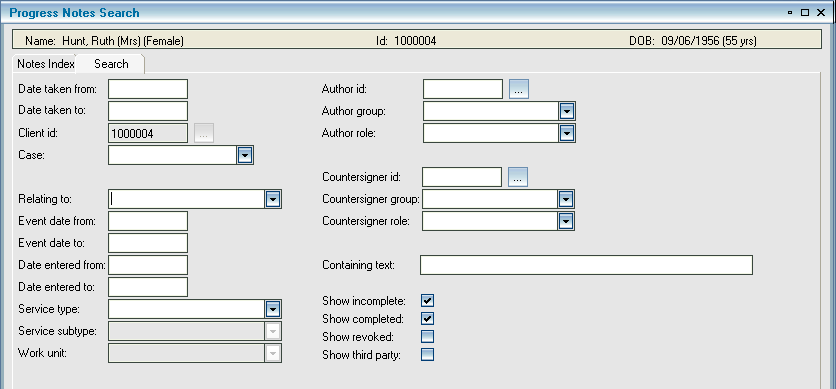 Progress Notes Search
Name: Hunt, Ruth (Mrs) (Female) Id: 1000004 DOB: 09/06/1956 (55 yrs)
Notes Index Search
Date taken from:
Date taken to:
Client id: 1000004 ...
Case:
Relating to:
Event date from:
Event date to:
Date entered from:
Date entered to:
Service type:
Service subtype:
Work unit:
Author id: ...
Author group:
Author role:
Countersigner id: ...
Countersigner group:
Countersigner role:
Containing text:
Show incomplete:
Show completed:
Show revoked:
Show third party: